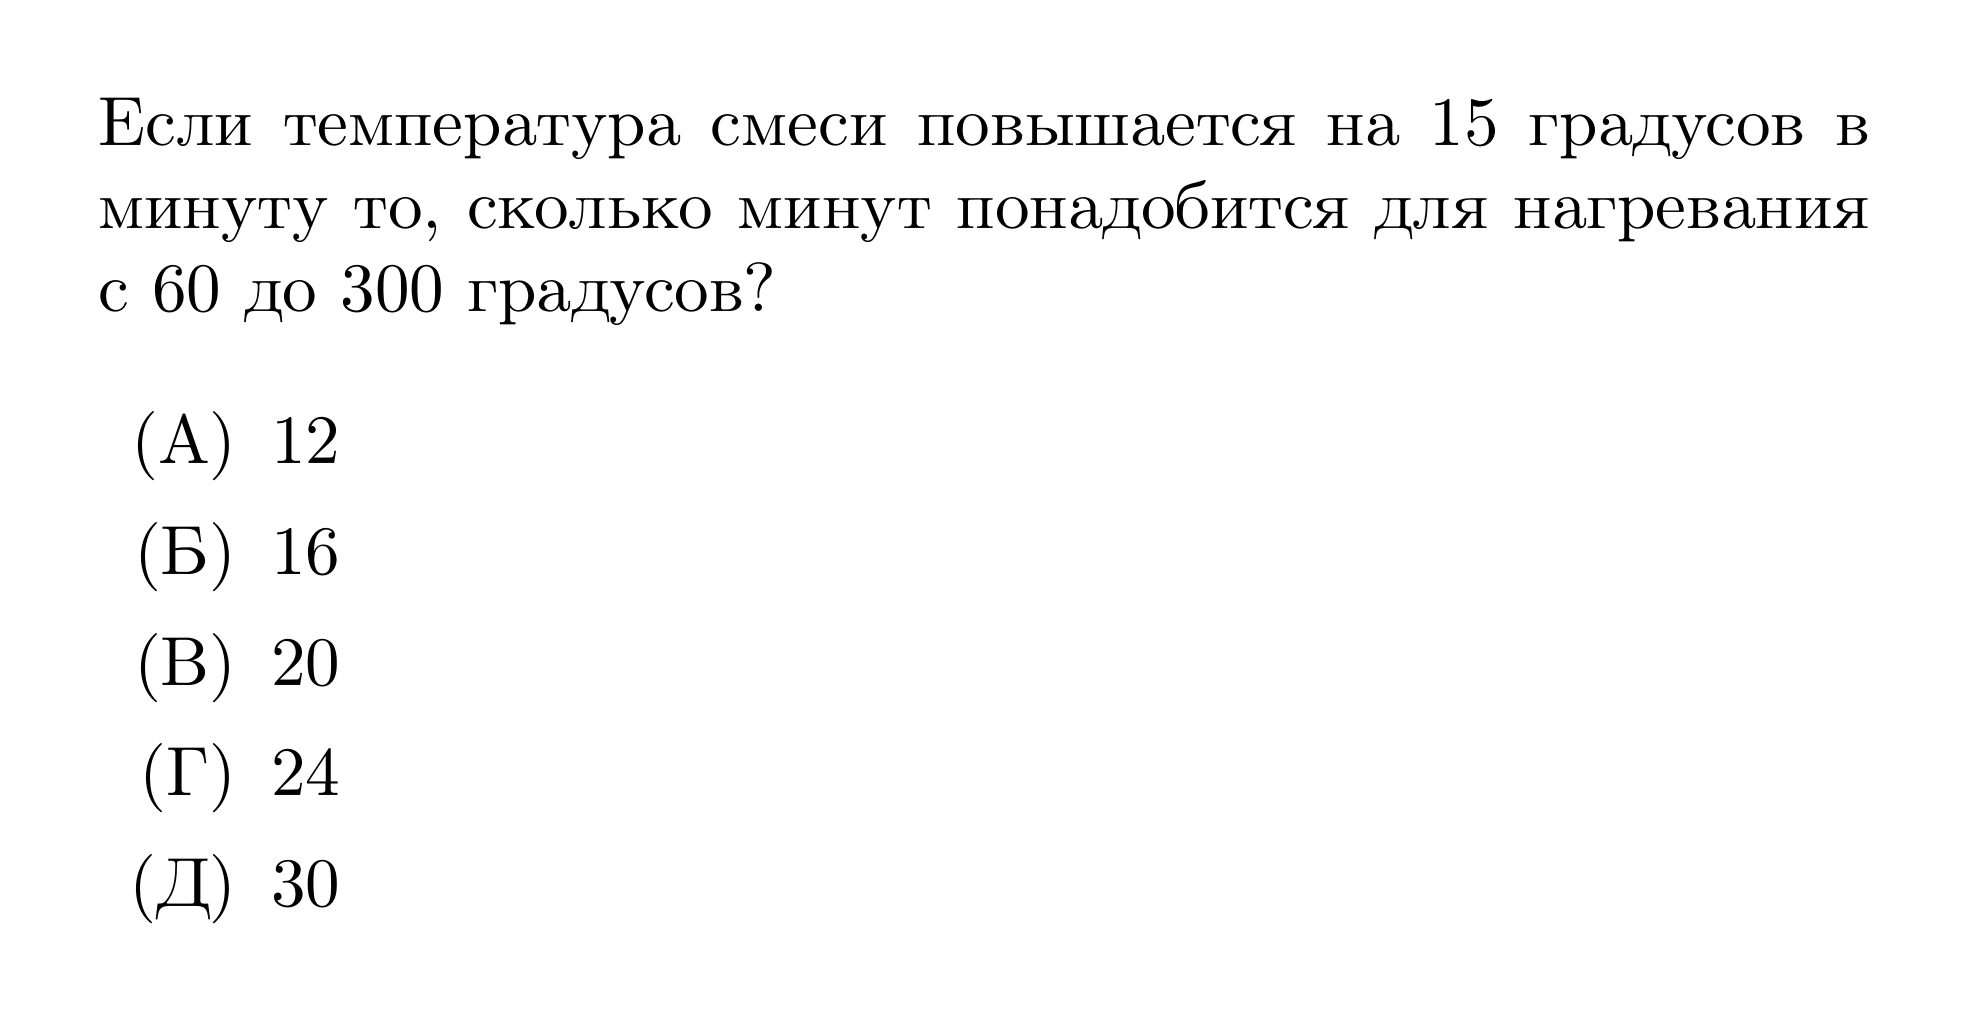 Если температура смеси повышается на 15 градусов в
минуту то, сколько минут понадобится для нагревания
с 60 до 300 градусов?
(А) 12
(Б) 16
(В) 20
(Г) 24
(Д) 30